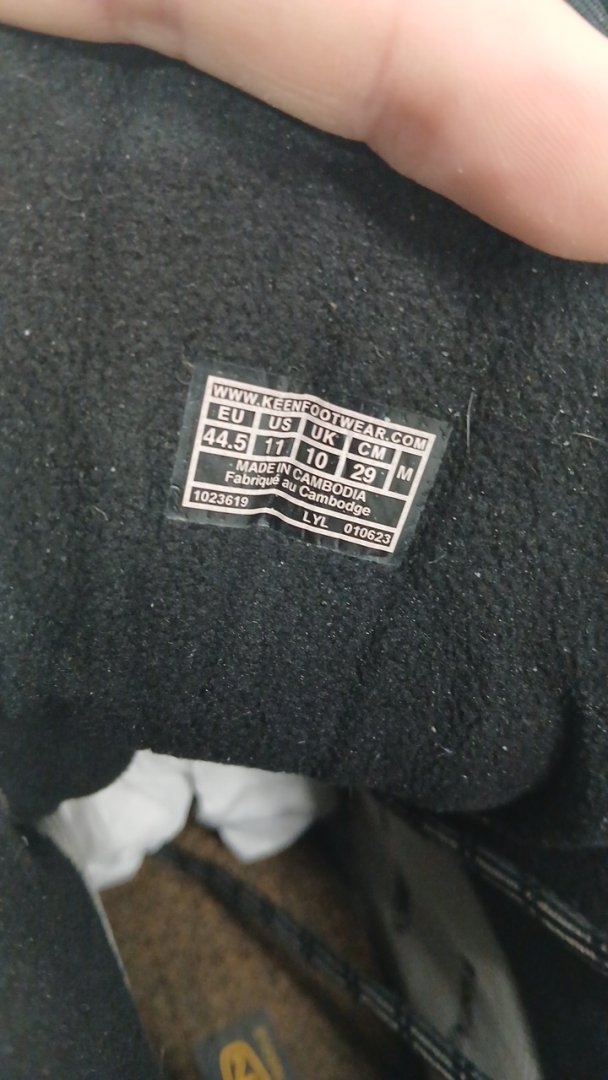 WWW.KEENFOOTWEAR.COM
EU US UK CM M
44.5 11 10 29
MADE IN CAMBODIA
Fabriqué au Cambodge
1023619 LYL 010623